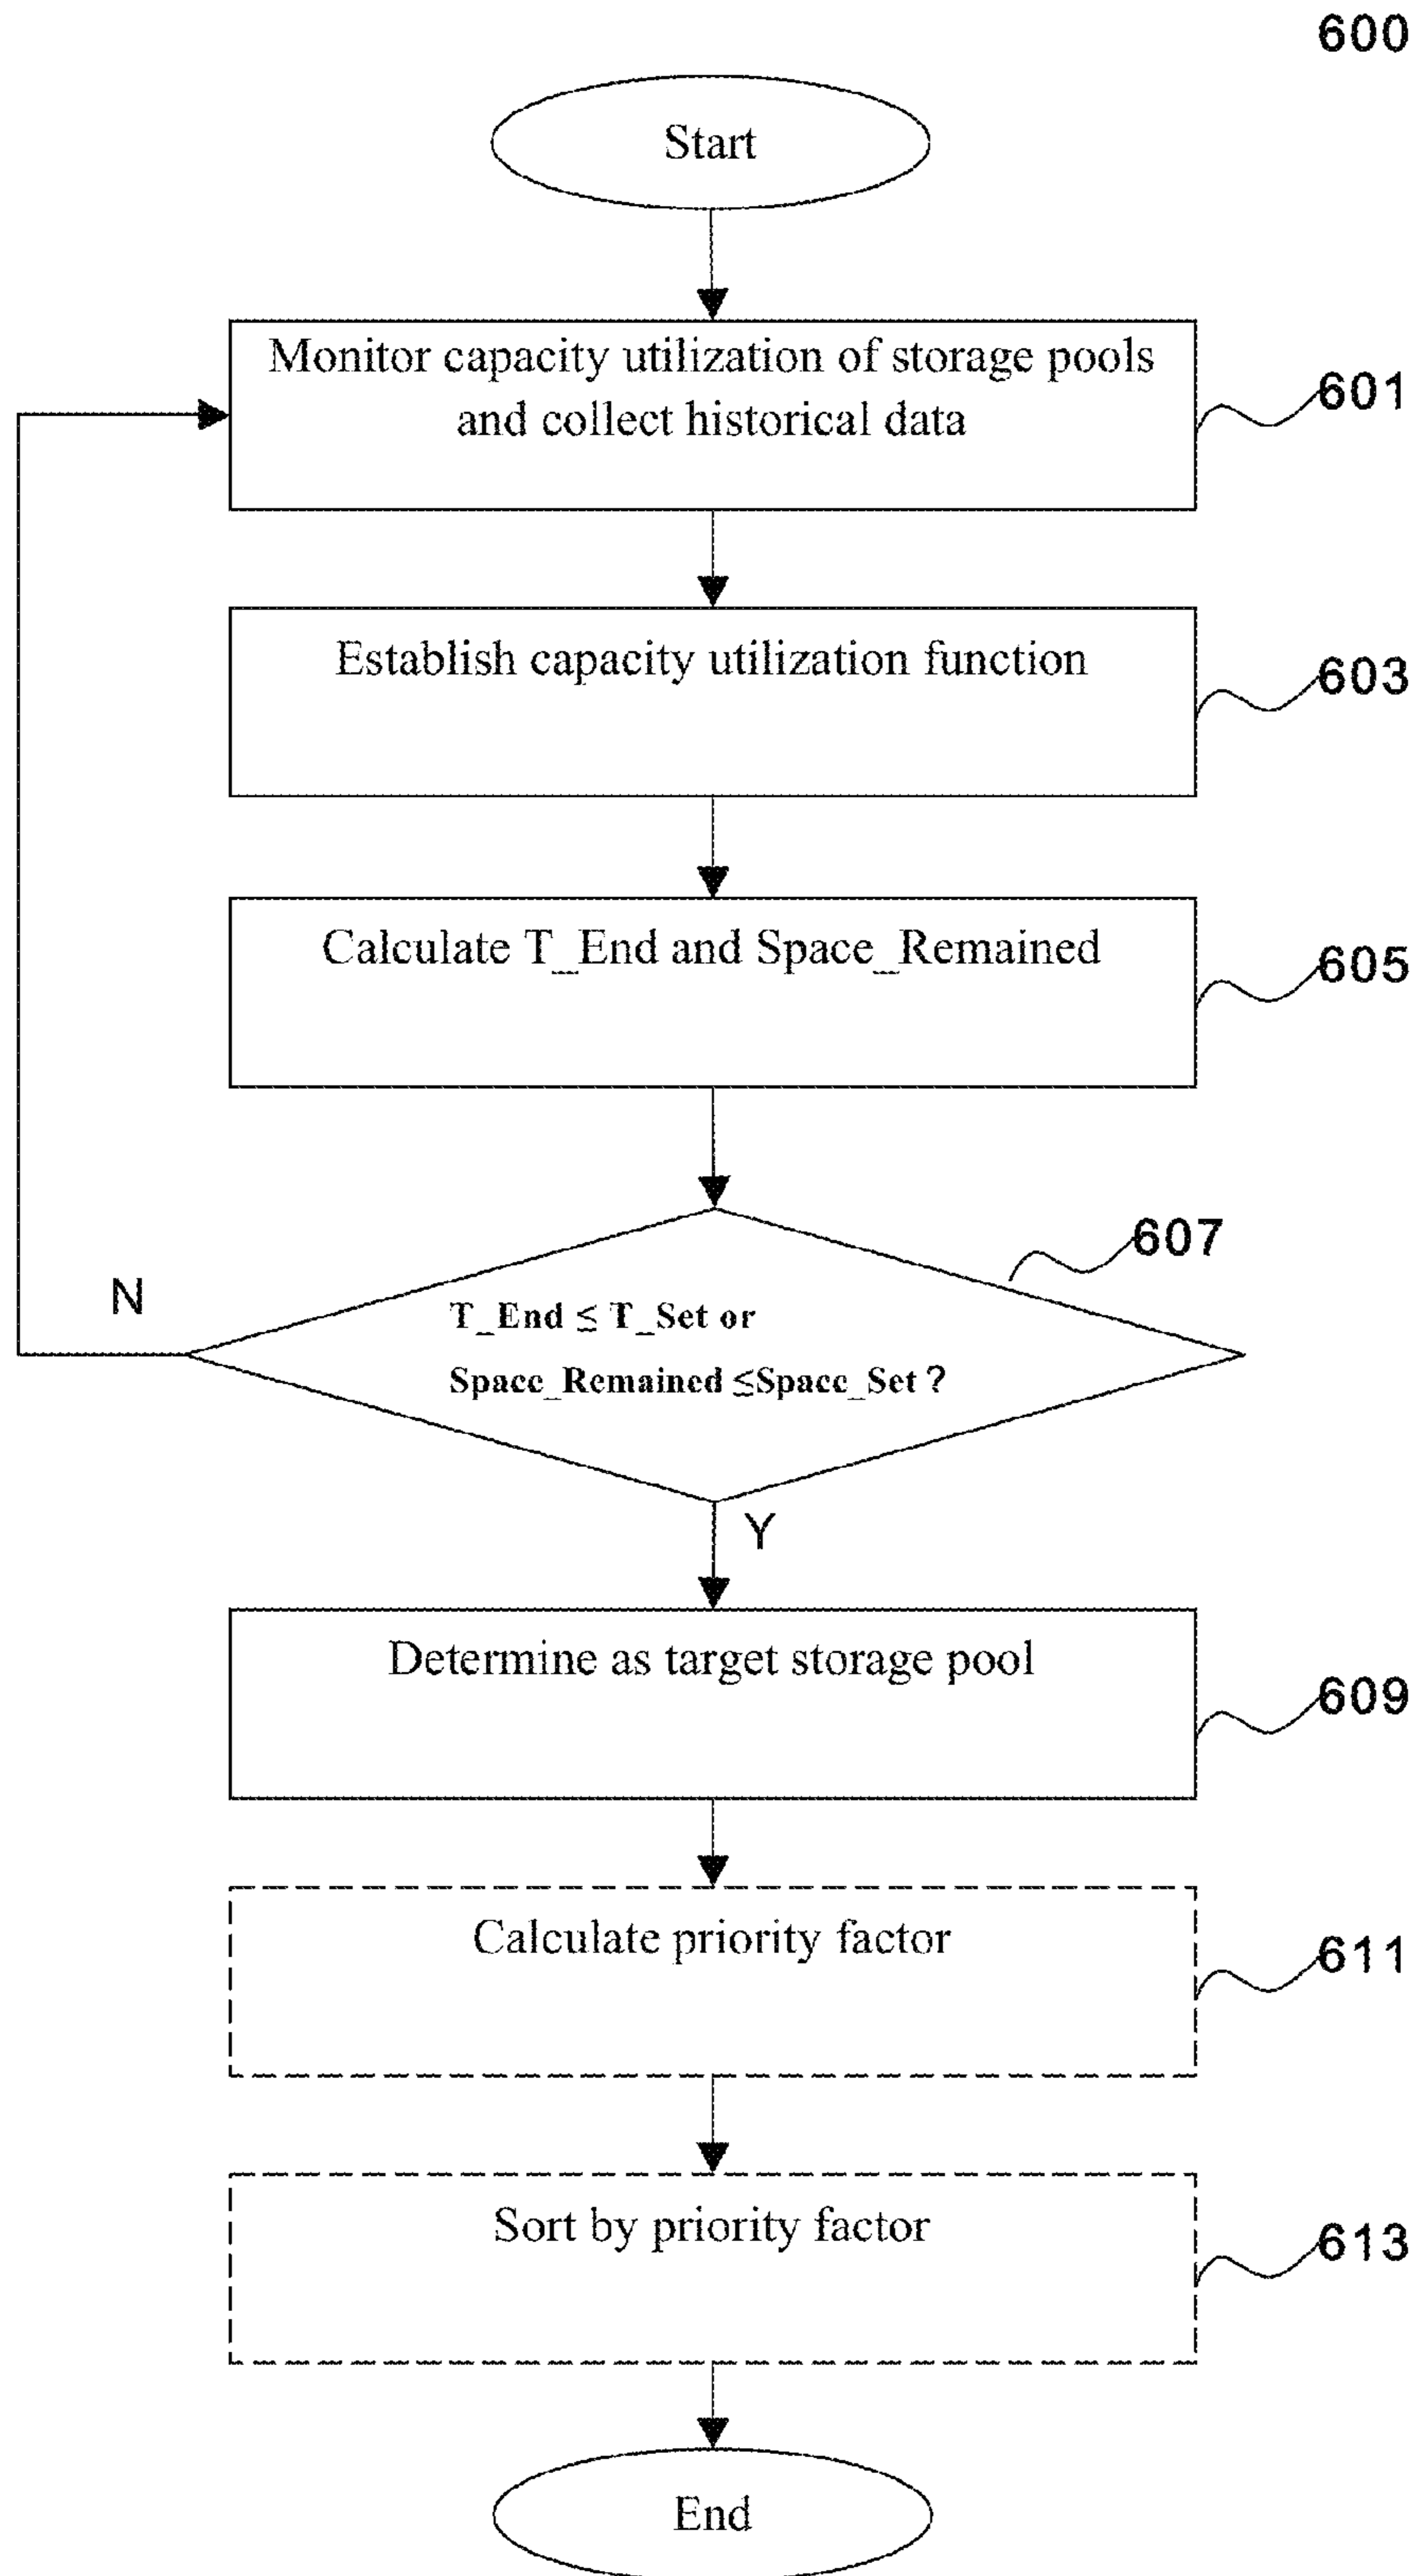 600
Start
Monitor capacity utilization of storage pools
and collect historical data
601
Establish capacity utilization function
603
Calculate T_End and Space_Remained
605
607
N
T_End ≤ T_Set or
Space_Remained ≤Space_Set ?
Y
Determine as target storage pool
609
Calculate priority factor
611
Sort by priority factor
613
End